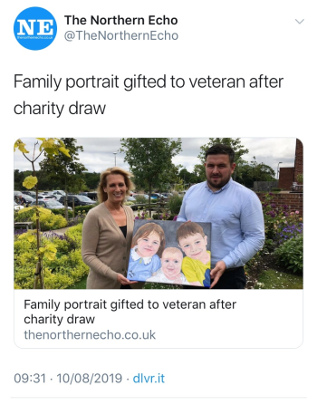 NE
The Northern Echo
@TheNorthernEcho
Family portrait gifted to veteran after
charity draw
Family portrait gifted to veteran after
charity draw
thenorthernecho.co.uk
09:31 · 10/08/2019 · dlvr.it